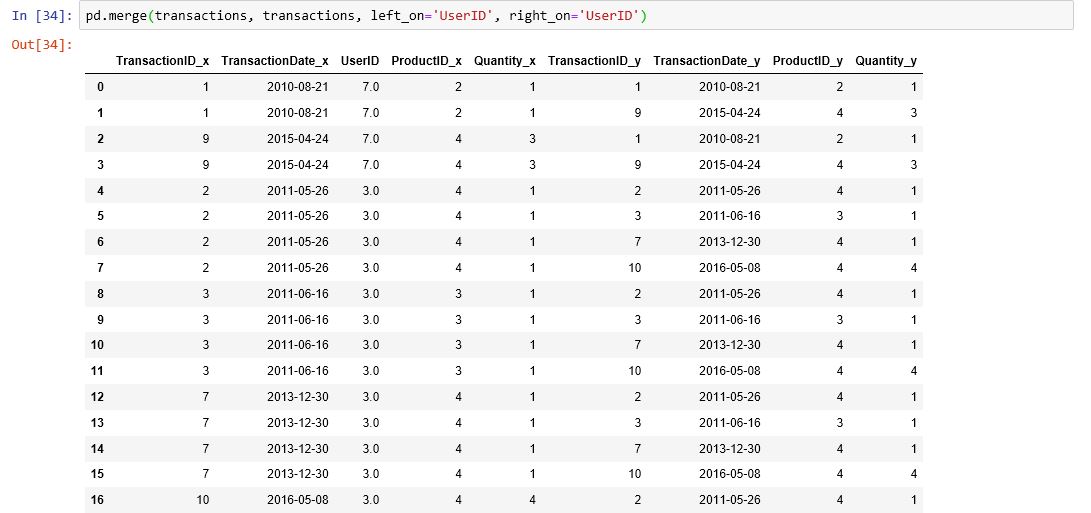 In [34]: pd.merge(transactions, transactions, left_on='UserID', right_on='UserID')
Out[34]:
TransactionID_x TransactionDate_x UserID ProductID_x Quantity_x TransactionID_y TransactionDate_y ProductID_y Quantity_y
0 1 2010-08-21 7.0 2 1 1 2010-08-21 2 1
1 1 2010-08-21 7.0 2 1 9 2015-04-24 4 3
2 9 2015-04-24 7.0 4 3 1 2010-08-21 2 1
3 9 2015-04-24 7.0 4 3 9 2015-04-24 4 3
4 2 2011-05-26 3.0 4 1 2 2011-05-26 4 1
5 2 2011-05-26 3.0 4 1 3 2011-06-16 3 1
6 2 2011-05-26 3.0 4 1 7 2013-12-30 4 1
7 2 2011-05-26 3.0 4 1 10 2016-05-08 4 4
8 3 2011-06-16 3.0 3 1 2 2011-05-26 4 1
9 3 2011-06-16 3.0 3 1 3 2011-06-16 3 1
10 3 2011-06-16 3.0 3 1 7 2013-12-30 4 1
11 3 2011-06-16 3.0 3 1 10 2016-05-08 4 4
12 7 2013-12-30 3.0 4 1 2 2011-05-26 4 1
13 7 2013-12-30 3.0 4 1 3 2011-06-16 3 1
14 7 2013-12-30 3.0 4 1 7 2013-12-30 4 1
15 7 2013-12-30 3.0 4 1 10 2016-05-08 4 4
16 10 2016-05-08 3.0 4 4 2 2011-05-26 4 1